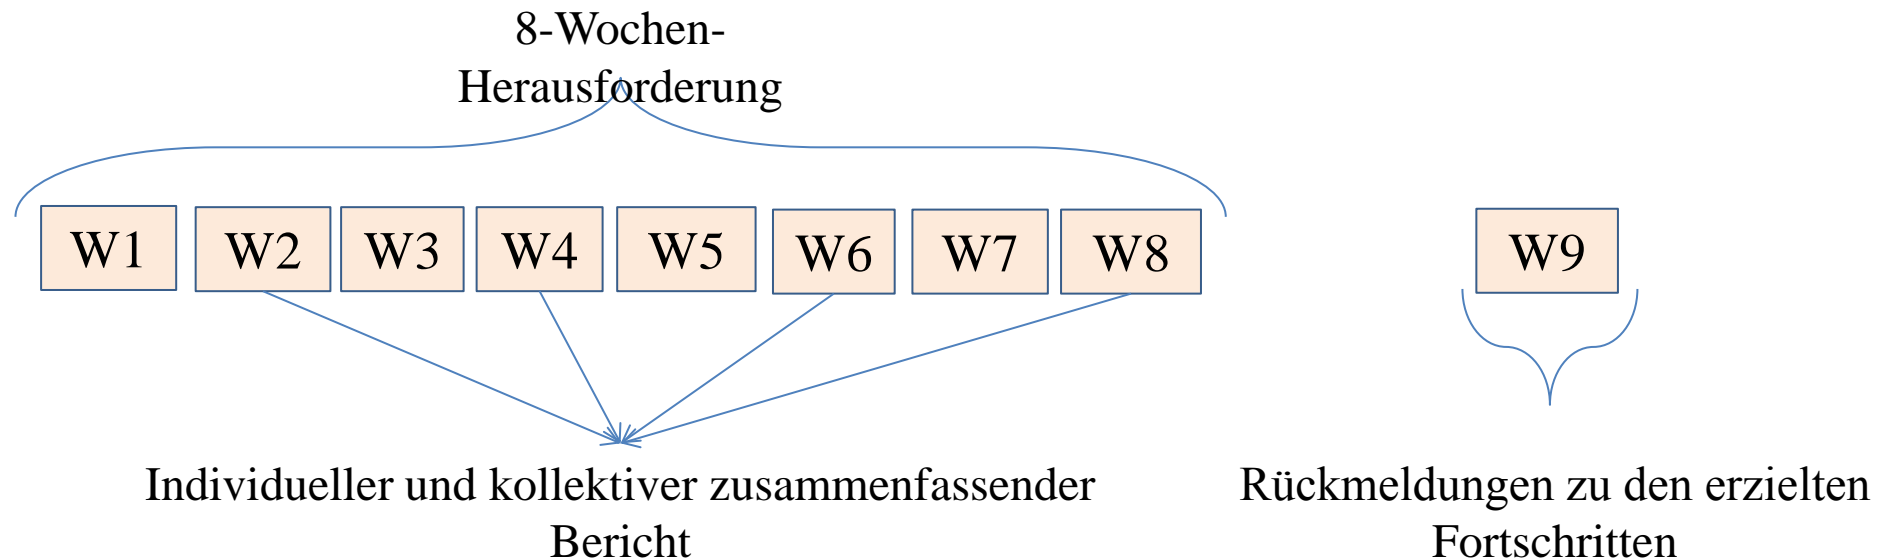 8-Wochen-
Herausforderung
W1 W2 W3 W4 W5 W6 W7 W8 W9
Individueller und kollektiver zusammenfassender
Bericht
Rückmeldungen zu den erzielten
Fortschritten